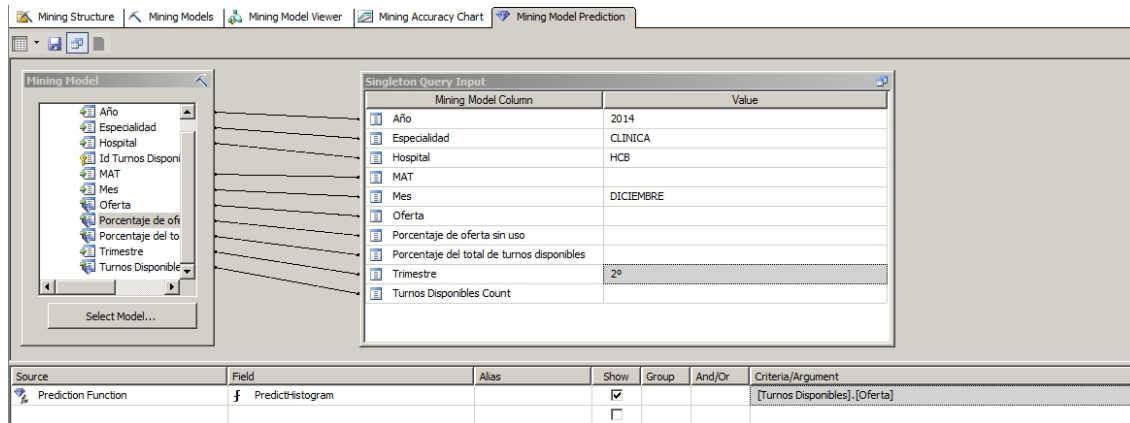 Mining Structure Mining Models Mining Model Viewer Mining Accuracy Chart Mining Model Prediction
Mining Model
Año
Especialidad
Hospital
Id Turnos Disponi
MAT
Mes
Oferta
Porcentaje de ofe
Porcentaje del to
Trimestre
Turnos Disponible
Select Model...
Singleton Query Input
Mining Model Column Value
Año 2014
Especialidad CLINICA
Hospital HCB
MAT
Mes DICIEMBRE
Oferta
Porcentaje de oferta sin uso
Porcentaje del total de turnos disponibles
Trimestre 2º
Turnos Disponibles Count
Source Field Alias Show Group And/Or Criteria/Argument
Prediction Function PredictHistogram [Turnos Disponibles].[Oferta]